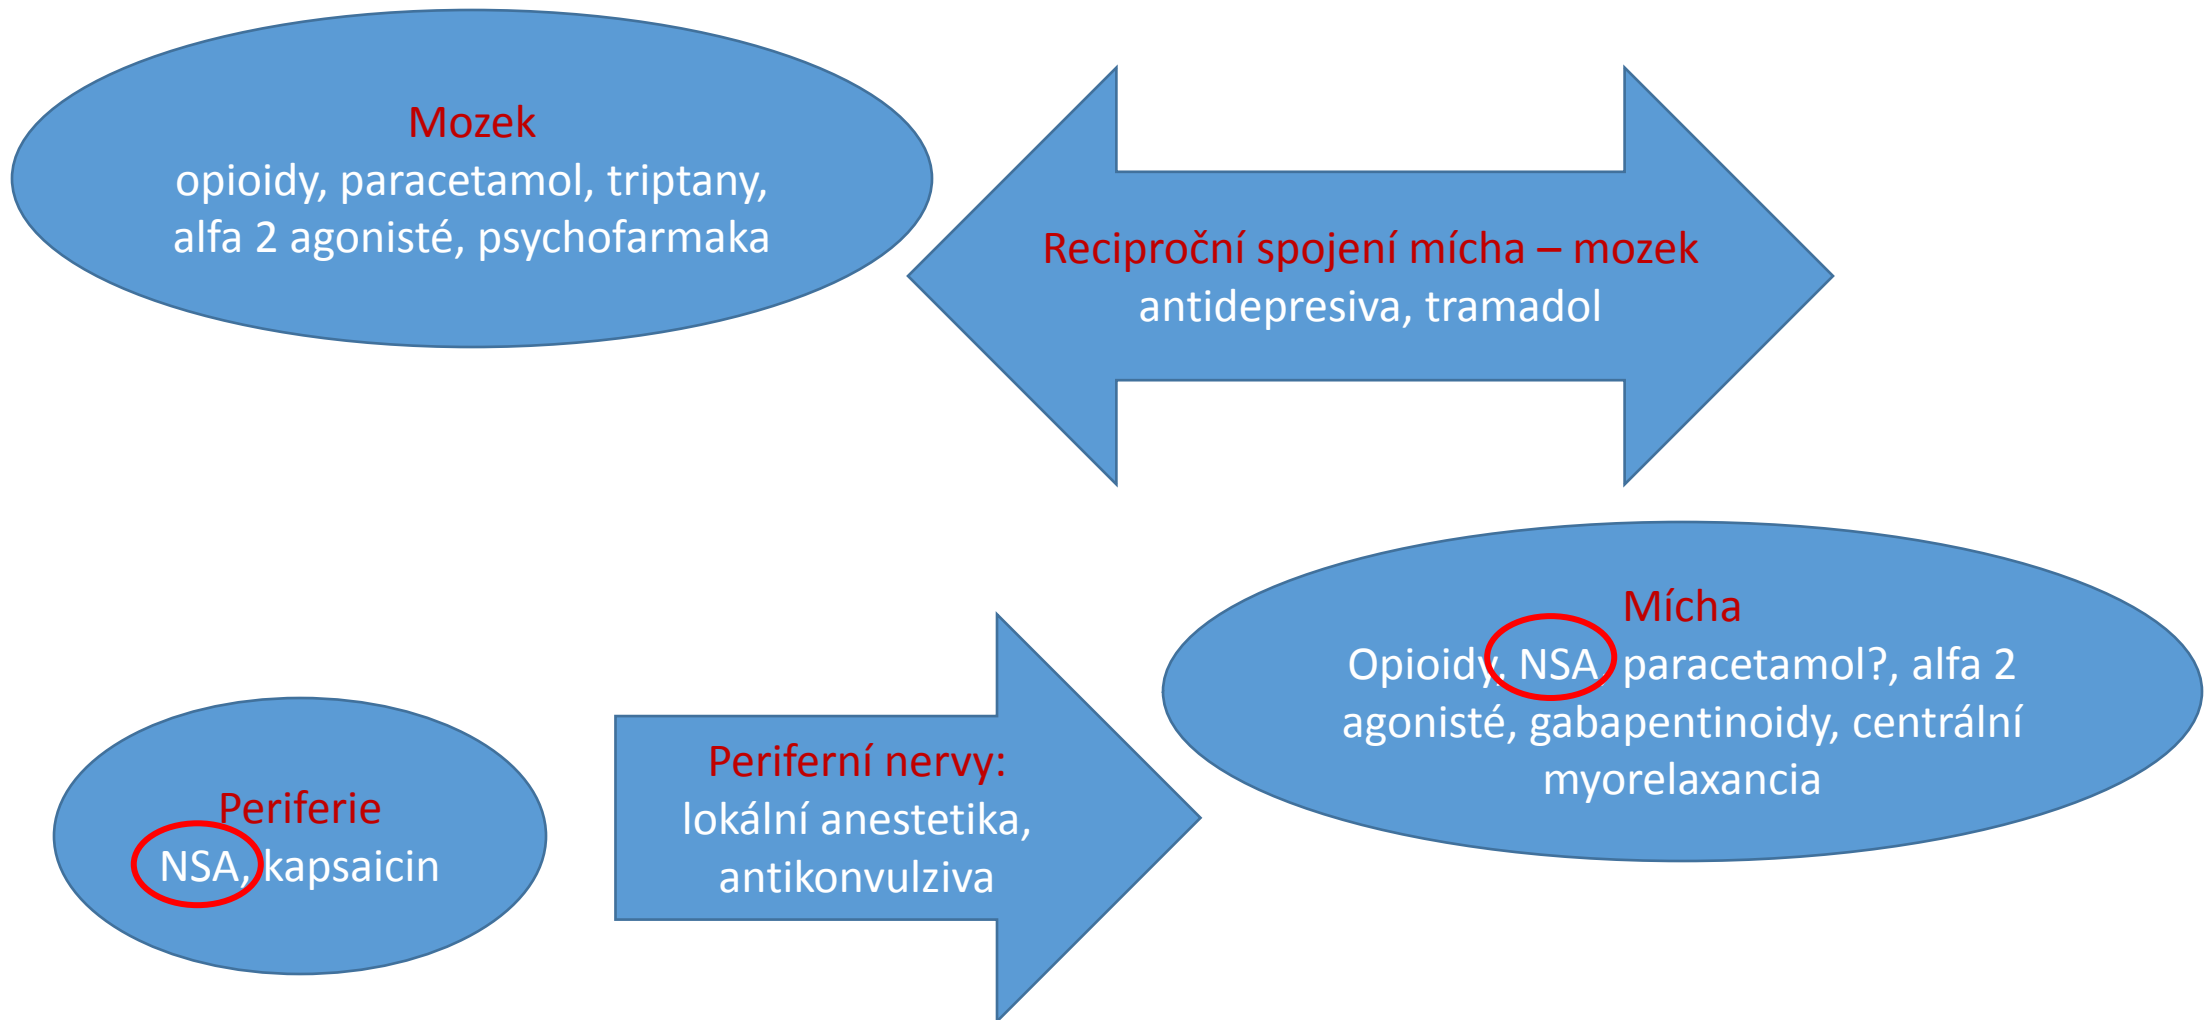 Mozek
opioidy, paracetamol, triptany,
alfa 2 agonisté, psychofarmaka
Reciproční spojení mícha – mozek
antidepresiva, tramadol
Mícha
Opioidy, NSA, paracetamol?, alfa 2
agonisté, gabapentinoidy, centrální
myorelaxancia
Periferní nervy:
lokální anestetika,
antikonvulziva
Periferie
NSA, kapsaicin